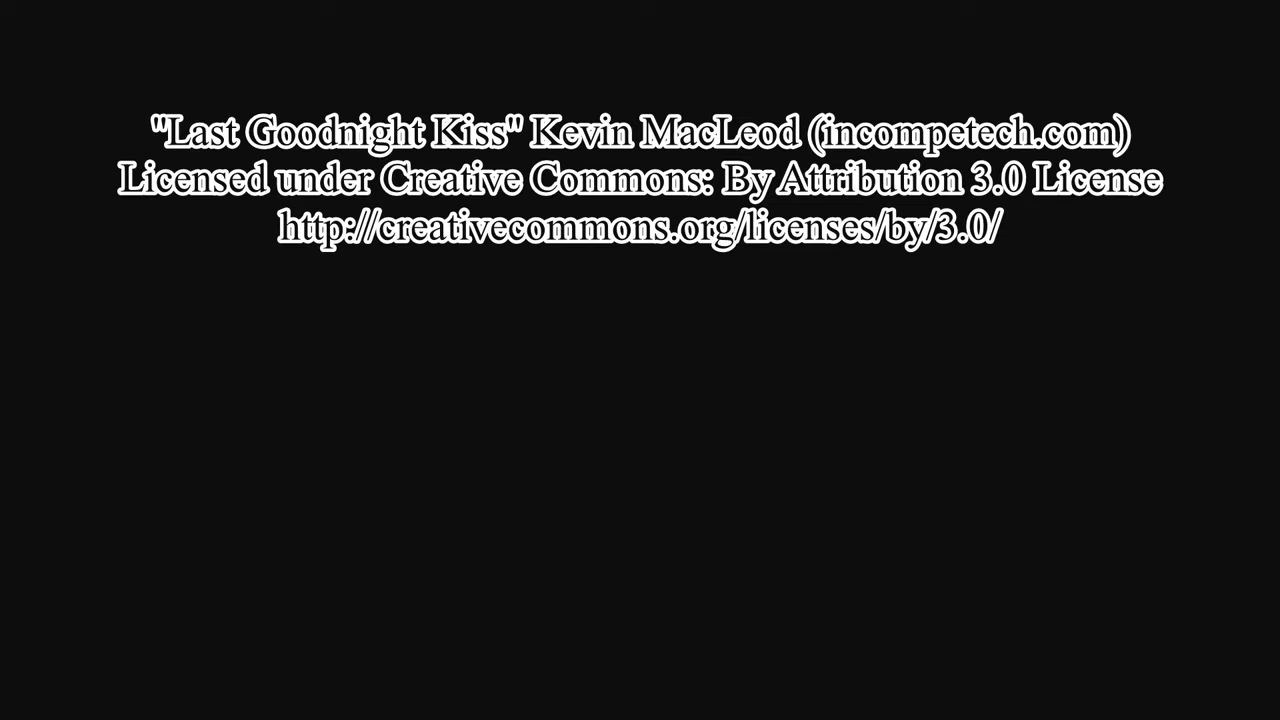 "Last Goodnight Kiss" Kevin MacLeod (incompetech.com)
Licensed under Creative Commons: By Attribution 3.0 License
http://creativecommons.org/licenses/by/3.0/